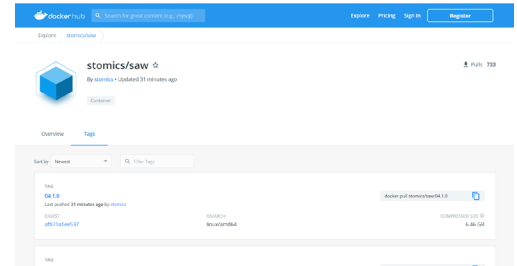 docker hub
Search for great content (e.g., mysql)
Explore
Pricing
Sign In
Register
Explore
stomics/saw
stomics/saw
By stomics • Updated 31 minutes ago
Container
Pulls 733
Overview
Tags
Sort by
Newest
Filter Tags
TAG
04.1.0
Last pushed 31 minutes ago by stomics
docker pull stomics/saw:04.1.0
DIGEST
OS/ARCH
COMPRESSED SIZE
afb71a1ee597
linux/amd64
6.46 GB
TAG